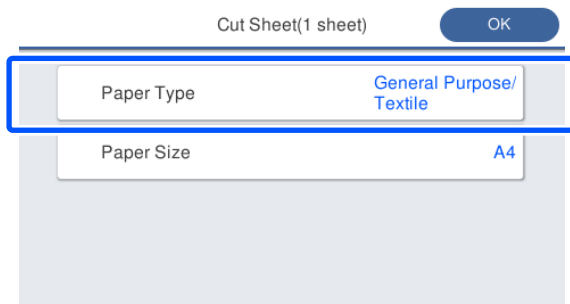 Cut Sheet(1 sheet)
OK
Paper Type
General Purpose/
Textile
Paper Size
A4